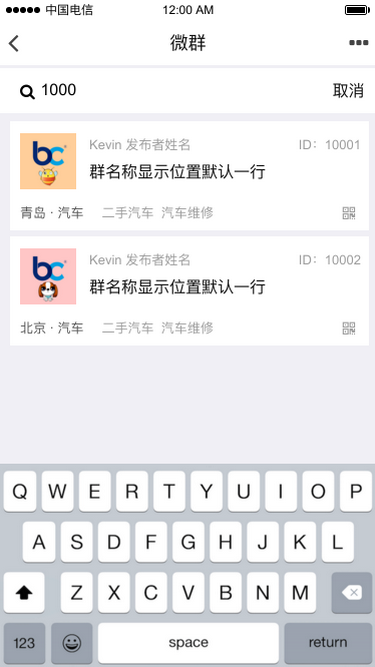 中国电信 12:00 AM
微群
1000 取消
bc Kevin 发布者姓名 ID：10001
群名称显示位置默认一行
青岛 · 汽车 二手汽车 汽车维修
bc Kevin 发布者姓名 ID：10002
群名称显示位置默认一行
北京 · 汽车 二手汽车 汽车维修
Q W E R T Y U I O P
A S D F G H J K L
Z X C V B N M
123 space return